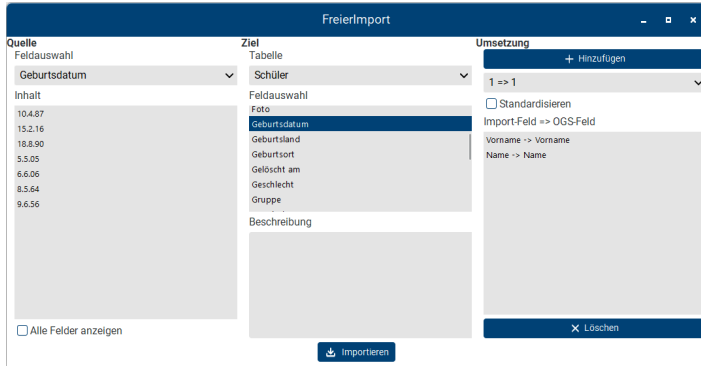 FreierImport
Quelle
Feldauswahl
Geburtsdatum
Inhalt
10.4.87
15.2.16
18.8.90
5.5.05
6.6.06
8.5.64
9.6.56
Alle Felder anzeigen
Ziel
Tabelle
Schüler
Feldauswahl
Foto
Geburtsdatum
Geburtsland
Geburtsort
Gelöscht am
Geschlecht
Gruppe
Beschreibung
Importieren
Umsetzung
+ Hinzufügen
1 => 1
Standardisieren
Import-Feld => OGS-Feld
Vorname -> Vorname
Name -> Name
Löschen